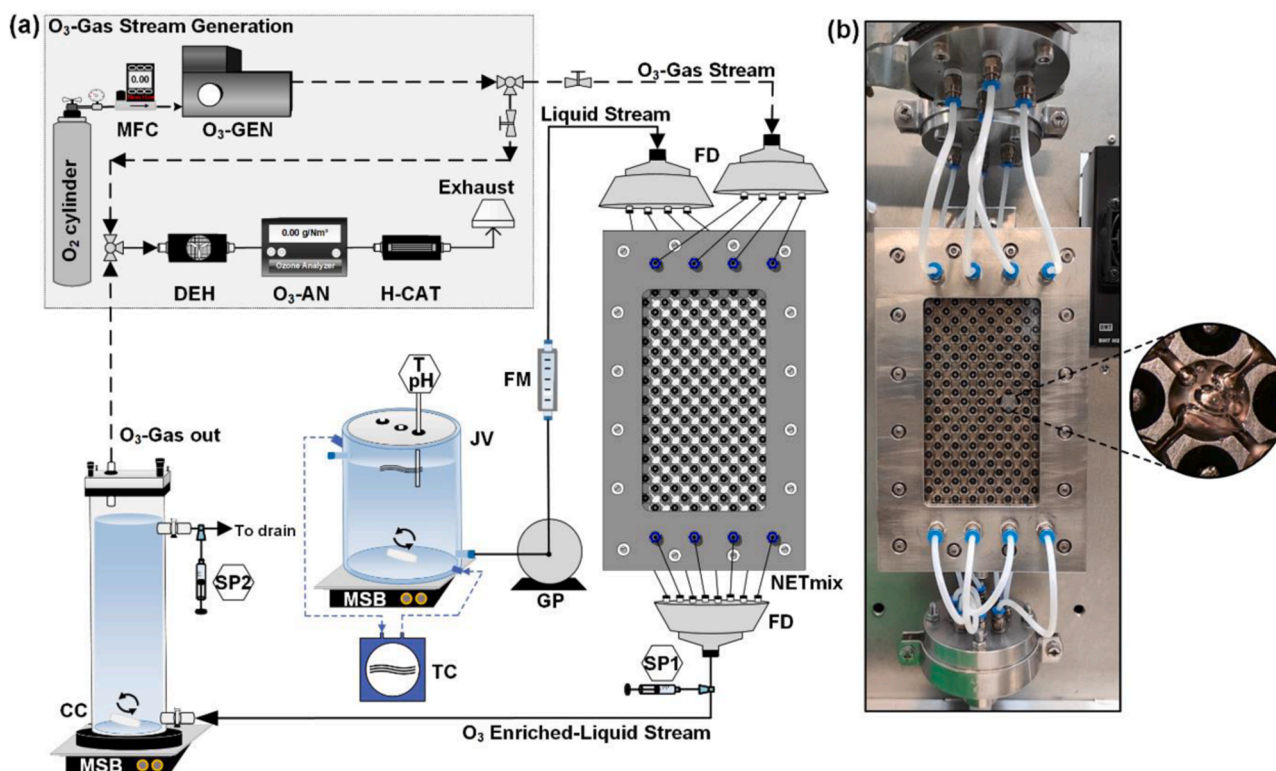 (a)
O₃-Gas Stream Generation
0.00
MFC
O₃-GEN
O₂ cylinder
O₃-Gas Stream
Liquid Stream
FD
Exhaust
0.00 g/Nm³
Ozone Analyzer
DEH
O₃-AN
H-CAT
O₃-Gas out
To drain
SP2
CC
MSB
T
pH
JV
MSB
TC
FM
GP
NETmix
FD
SP1
O₃ Enriched-Liquid Stream
(b)